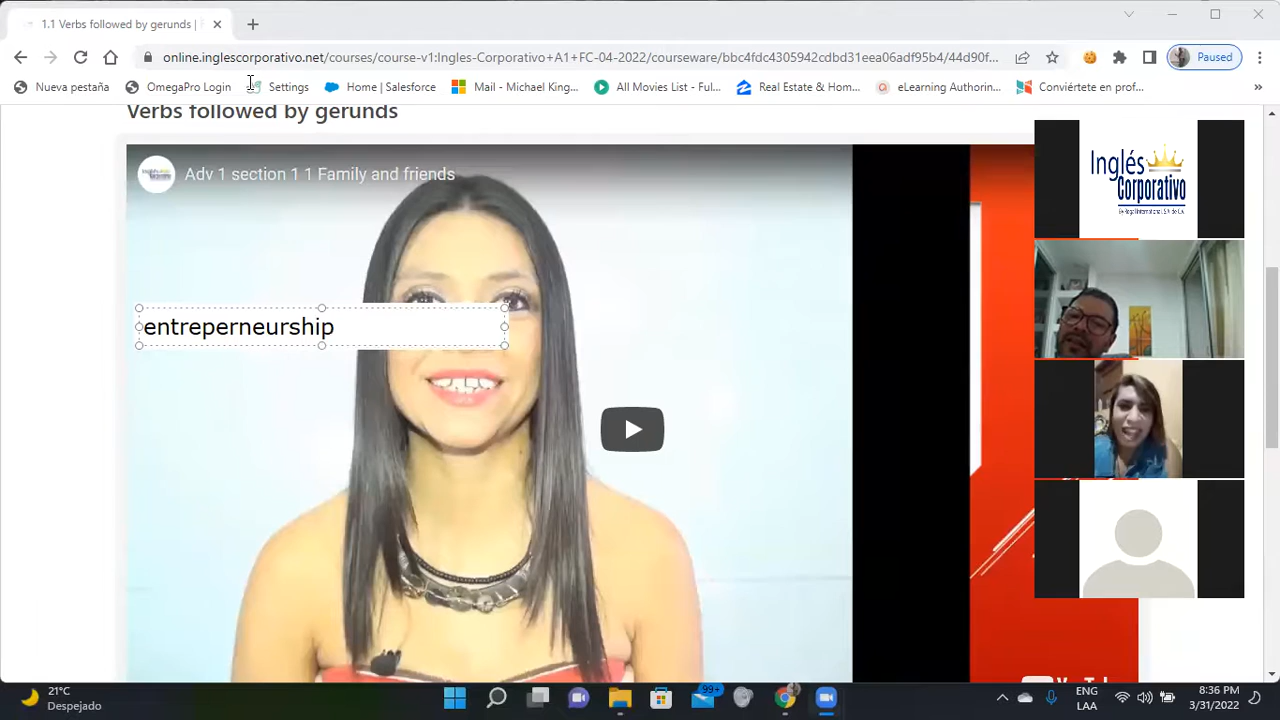 1.1 Verbs followed by gerunds |
online.inglescorporativo.net/courses/course-v1:Ingles-Corporativo+A1+FC-04-2022/courseware/bbc4fdc4305942cdbd31eea06adf95b4/44d90f...
Paused
Nueva pestaña
OmegaPro Login
Settings
Home | Salesforce
Mail - Michael King...
All Movies List - Ful...
Real Estate & Hom...
eLearning Authorin...
Conviértete en prof...
»
Verbs followed by gerunds
Adv 1 section 1 1 Family and friends
Inglés
Corporativo
entreperneurship
YouTube
21°C
Despejado
99+
ENG
LAA
8:36 PM
3/31/2022